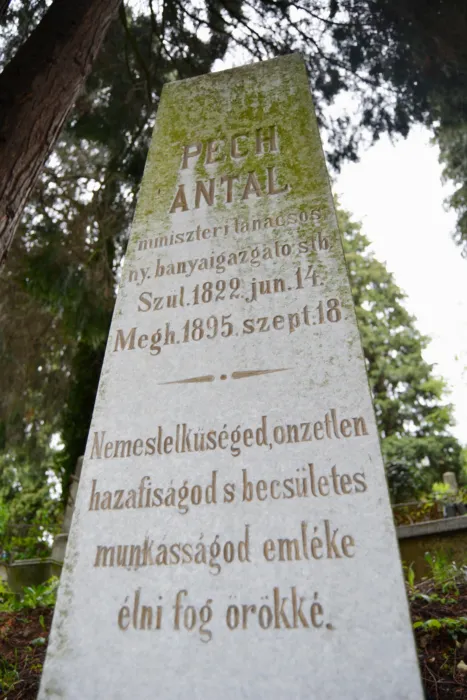 PECH
ANTAL
miniszteri tanácsos
ny. bányaigazgató stb.
Szul. 1822. jun. 14.
Megh. 1895. szept. 18.
Nemeslelküséged, önzetlen
hazafiságod s becsületes
munkásságod emléke
élni fog örökké.